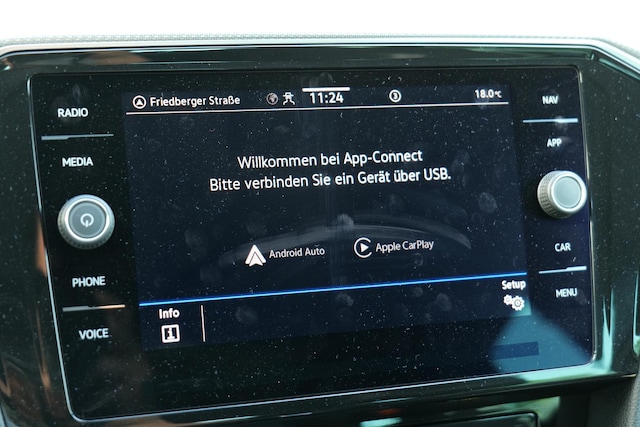 RADIO
MEDIA
PHONE
VOICE
Friedberger Straße
11:24
3
18.0°C
Willkommen bei App-Connect
Bitte verbinden Sie ein Gerät über USB.
Android Auto
Apple CarPlay
Info
Setup
NAV
APP
CAR
MENU